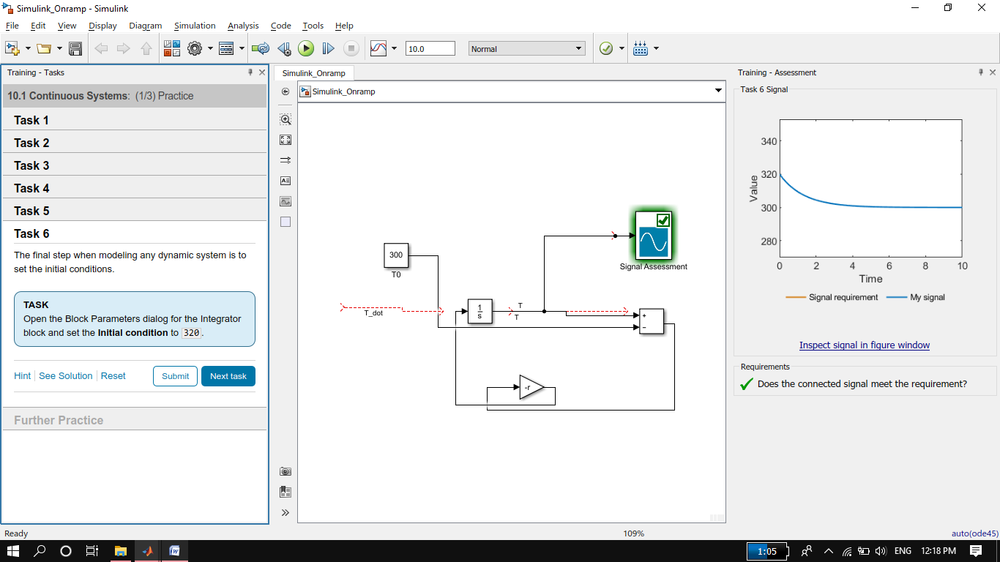 Simulink_Onramp - Simulink
File Edit View Display Diagram Simulation Analysis Code Tools Help
10.0 Normal
Training - Tasks
10.1 Continuous Systems: (1/3) Practice
Task 1
Task 2
Task 3
Task 4
Task 5
Task 6
The final step when modeling any dynamic system is to
set the initial conditions.
TASK
Open the Block Parameters dialog for the Integrator
block and set the Initial condition to 320.
Hint See Solution Reset Submit Next task
Further Practice
Simulink_Onramp
Simulink_Onramp
Signal Assessment
300
T0
T_dot
1
s
T
T
+
−
-r
Training - Assessment
Task 6 Signal
Value
340
320
300
280
0 2 4 6 8 10
Time
Signal requirement My signal
Inspect signal in figure window
Requirements
Does the connected signal meet the requirement?
Ready 109% auto(ode45)
1:05 ENG 12:18 PM